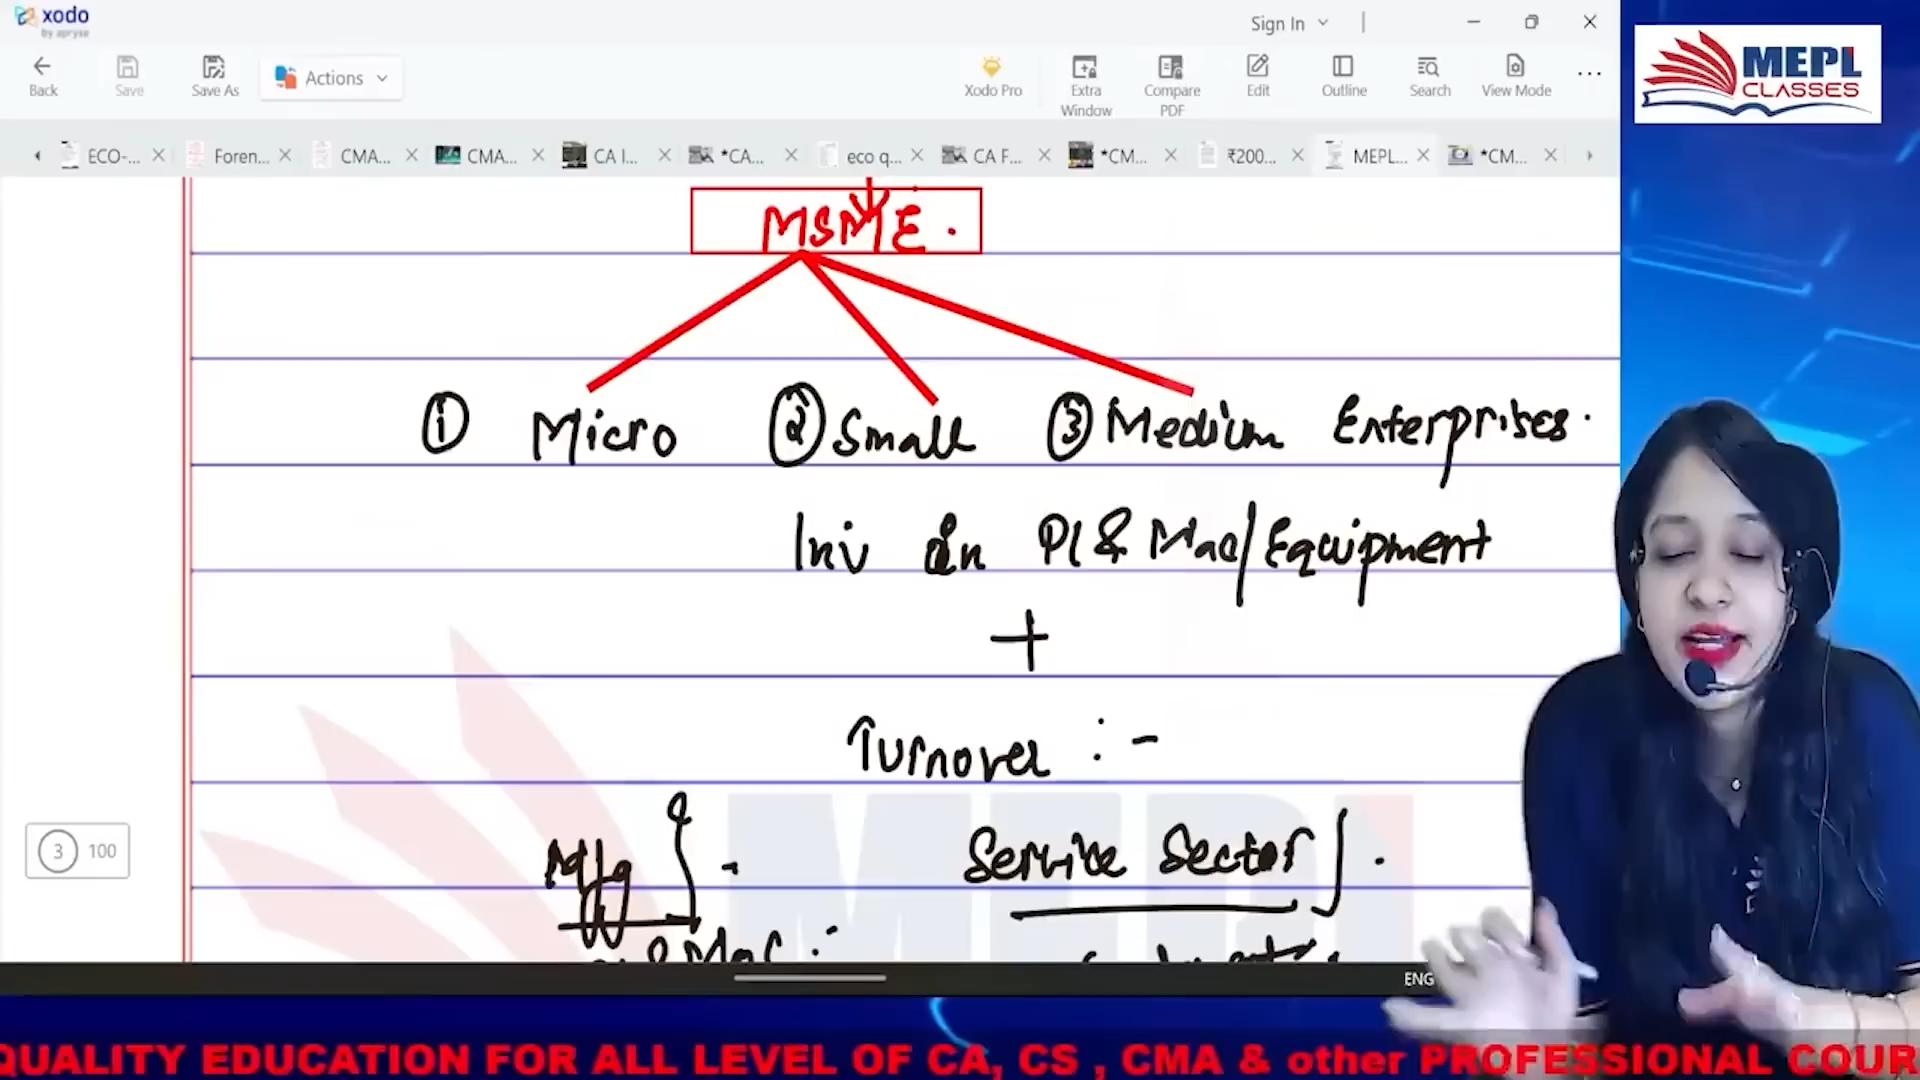 xodo
by apryse
Sign In
Back
Save
Save As
Actions
Xodo Pro
Extra Window
Compare PDF
Edit
Outline
Search
View Mode
MEPL
CLASSES
ECO-...
Foren...
CMA...
CMA...
CA I...
*CA...
eco q...
CA F...
*CM...
₹200...
MEPL...
*CM...
MSME.
① Micro ② Small ③ Medium Enterprises.
Inv in Pl & Mac/Equipment
+
Turnover :-
Mfg
Service Sector
3 100
MEPL
ENG
QUALITY EDUCATION FOR ALL LEVEL OF CA, CS , CMA & other PROFESSIONAL COUR